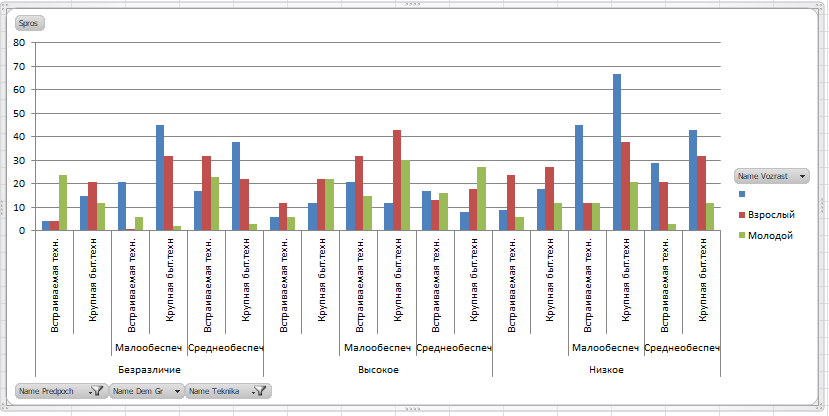 Spros
80
70
60
50
40
30
20
10
0
Name Vozrast
Взрослый
Молодой
Встраиваемая техн.
Крупная быт.техн
Встраиваемая техн.
Крупная быт.техн
Встраиваемая техн.
Крупная быт.техн
Встраиваемая техн.
Крупная быт.техн
Встраиваемая техн.
Крупная быт.техн
Встраиваемая техн.
Крупная быт.техн
Встраиваемая техн.
Крупная быт.техн
Встраиваемая техн.
Крупная быт.техн
Встраиваемая техн.
Крупная быт.техн
Малообеспеч Среднеобеспеч Малообеспеч Среднеобеспеч Малообеспеч Среднеобеспеч
Безразличие Высокое Низкое
Name Predpoch Name Dem Gr Name Teknika